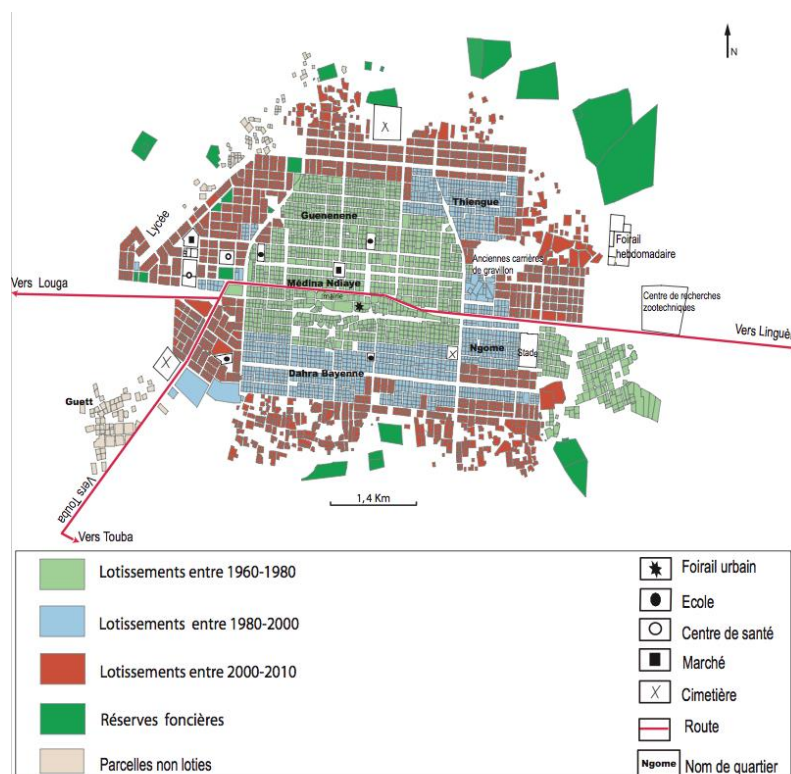 N
Thiengue
Guenenene
Lycée
Foirail
hebdomadaire
Anciennes carrières
de gravillon
Vers Louga
Médina Ndiaye
mairie
Centre de recherches
zootechniques
Vers Linguèr
Ngome
Stade
Dahra Bayenne
Guett
Vers Touba
Vers Touba
1,4 Km
Lotissements entre 1960-1980
Lotissements entre 1980-2000
Lotissements entre 2000-2010
Réserves foncières
Parcelles non loties
Foirail urbain
Ecole
Centre de santé
Marché
Cimetière
Route
Ngome Nom de quartier